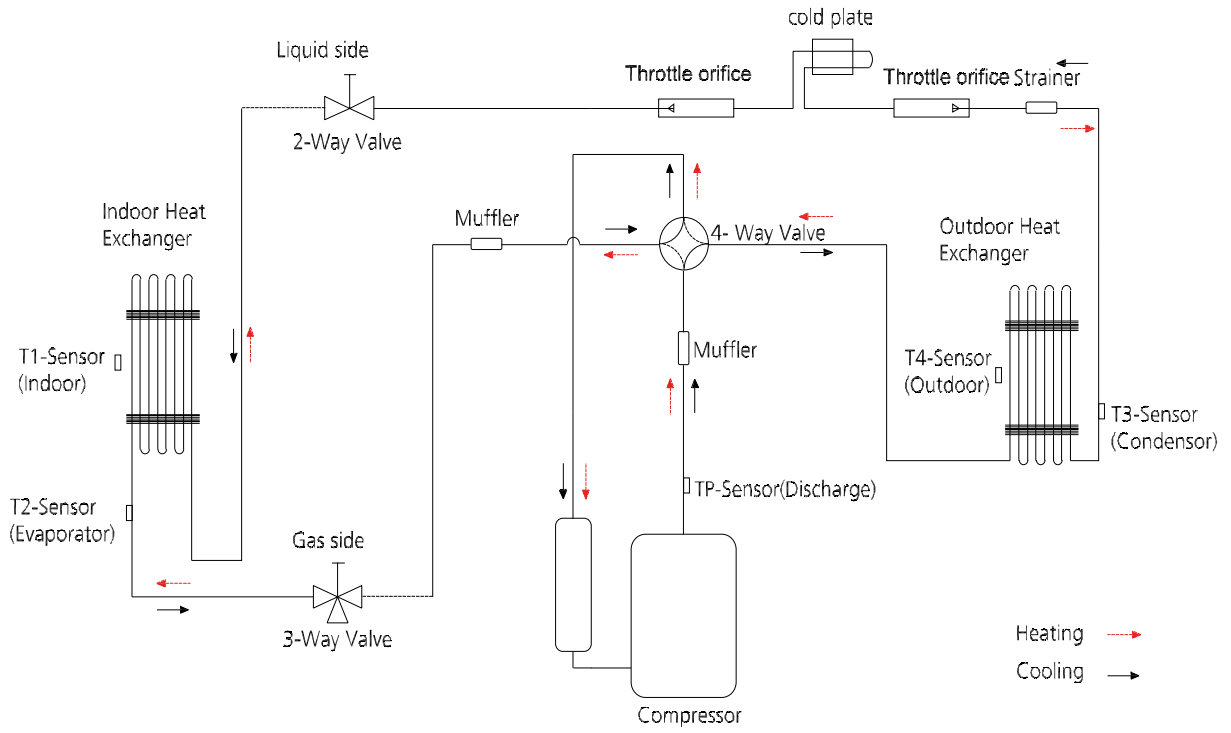 cold plate
Liquid side
Throttle orifice
Throttle orifice
Strainer
2-Way Valve
Indoor Heat
Exchanger
Muffler
4- Way Valve
Outdoor Heat
Exchanger
T1-Sensor
(Indoor)
Muffler
T4-Sensor
(Outdoor)
T3-Sensor
(Condensor)
TP-Sensor(Discharge)
T2-Sensor
(Evaporator)
Gas side
3-Way Valve
Heating
Cooling
Compressor